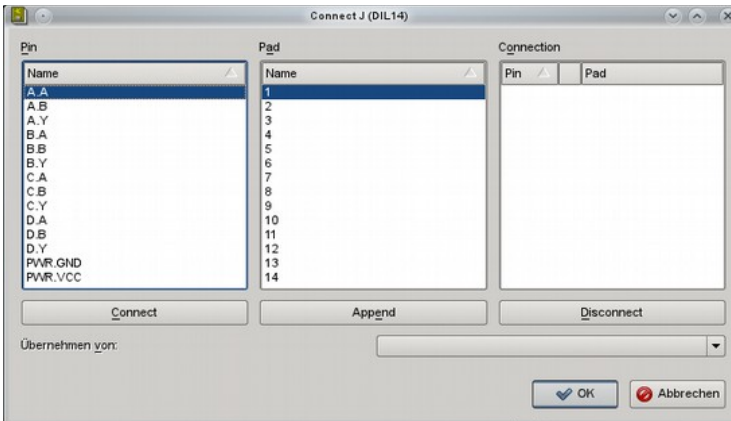 Connect J (DIL14)
Pin
Pad
Connection
Name
Name
Pin
Pad
A.A
1
A.B
2
A.Y
3
B.A
4
B.B
5
B.Y
6
C.A
7
C.B
8
C.Y
9
D.A
10
D.B
11
D.Y
12
PWR.GND
13
PWR.VCC
14
Connect
Append
Disconnect
Übernehmen von:
OK
Abbrechen